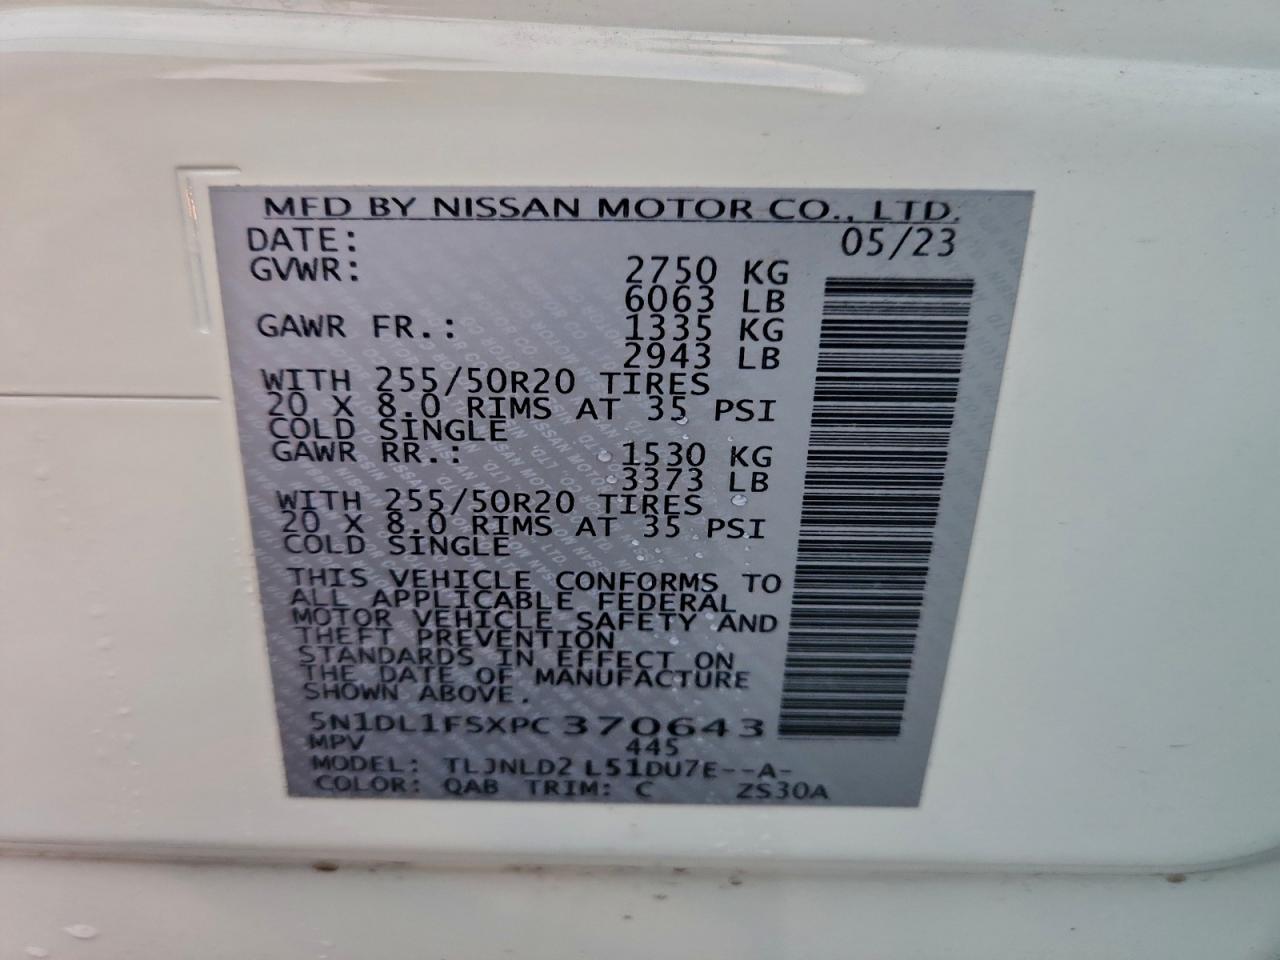 MFD BY NISSAN MOTOR CO., LTD.
DATE: 05/23
GVWR: 2750 KG
6063 LB
GAWR FR.: 1335 KG
2943 LB
WITH 255/50R20 TIRES
20 X 8.0 RIMS AT 35 PSI
COLD SINGLE
GAWR RR.: 1530 KG
3373 LB
WITH 255/50R20 TIRES
20 X 8.0 RIMS AT 35 PSI
COLD SINGLE
THIS VEHICLE CONFORMS TO
ALL APPLICABLE FEDERAL
MOTOR VEHICLE SAFETY AND
THEFT PREVENTION
STANDARDS IN EFFECT ON
THE DATE OF MANUFACTURE
SHOWN ABOVE.
5N1DL1FSXPC370643
MPV 445
MODEL: TLJNLD2 L51DU7E--A-
COLOR: QAB TRIM: C ZS30A